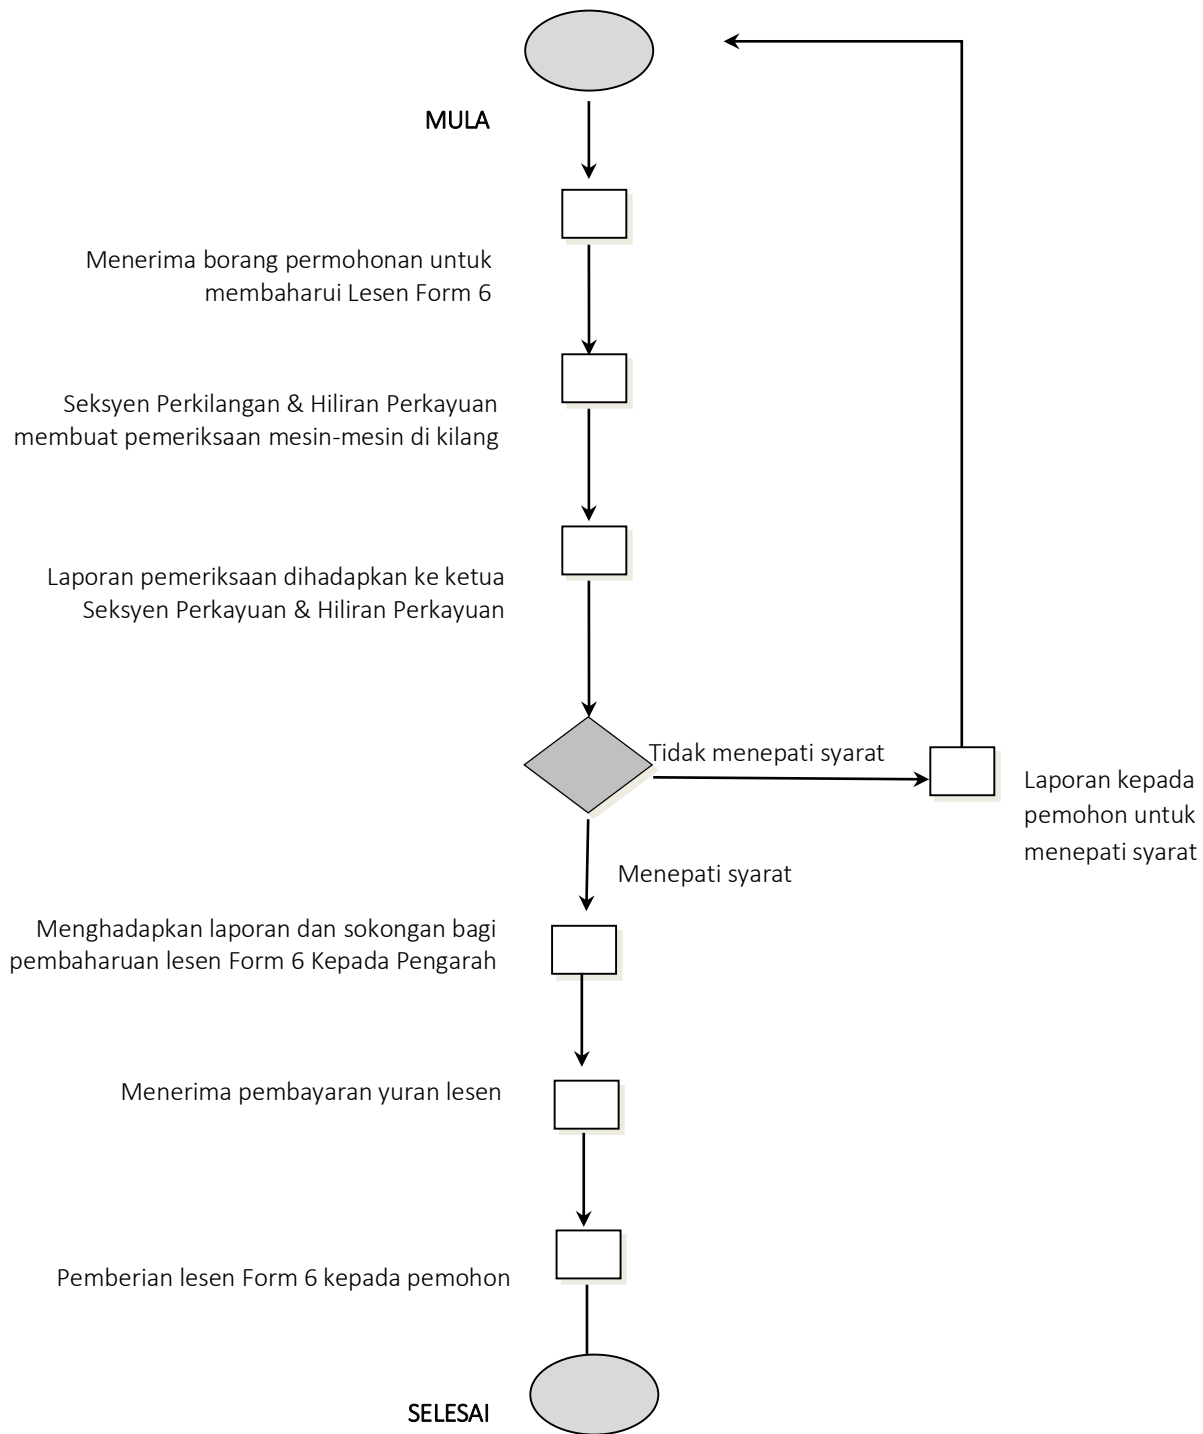 MULA
Menerima borang permohonan untuk
membaharui Lesen Form 6
Seksyen Perkilangan & Hiliran Perkayuan
membuat pemeriksaan mesin-mesin di kilang
Laporan pemeriksaan dihadapkan ke ketua
Seksyen Perkayuan & Hiliran Perkayuan
Tidak menepati syarat
Laporan kepada
pemohon untuk
menepati syarat
Menepati syarat
Menghadapkan laporan dan sokongan bagi
pembaharuan lesen Form 6 Kepada Pengarah
Menerima pembayaran yuran lesen
Pemberian lesen Form 6 kepada pemohon
SELESAI